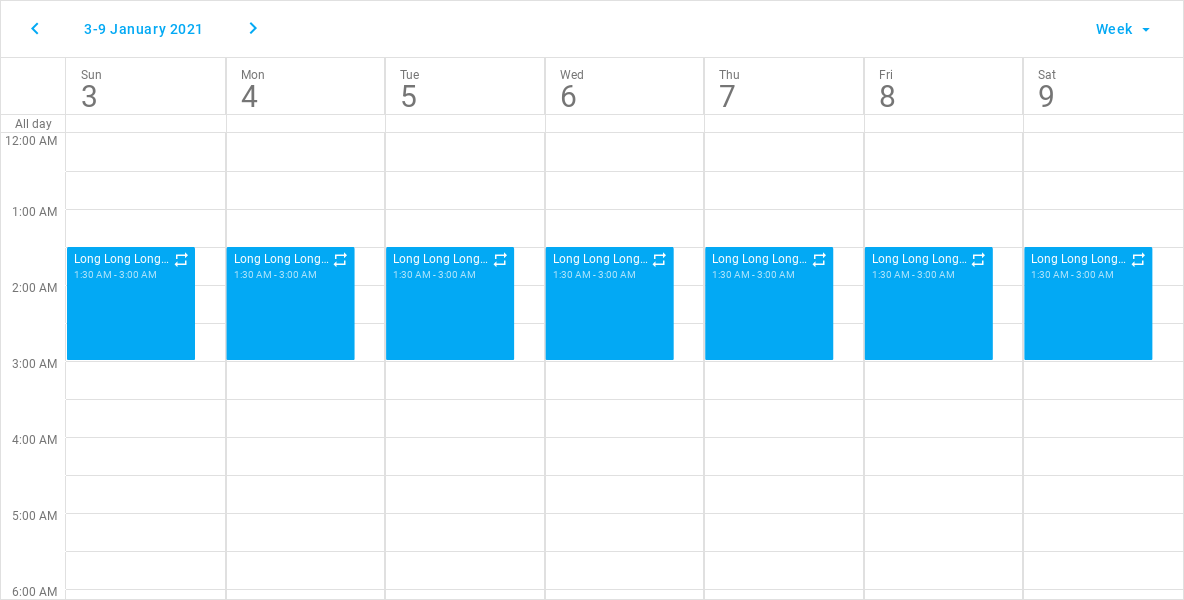 3-9 January 2021
Week
Sun Mon Tue Wed Thu Fri Sat
3 4 5 6 7 8 9
All day
12:00 AM
1:00 AM
Long Long Long... Long Long Long... Long Long Long... Long Long Long... Long Long Long... Long Long Long... Long Long Long...
1:30 AM - 3:00 AM 1:30 AM - 3:00 AM 1:30 AM - 3:00 AM 1:30 AM - 3:00 AM 1:30 AM - 3:00 AM 1:30 AM - 3:00 AM 1:30 AM - 3:00 AM
2:00 AM
3:00 AM
4:00 AM
5:00 AM
6:00 AM